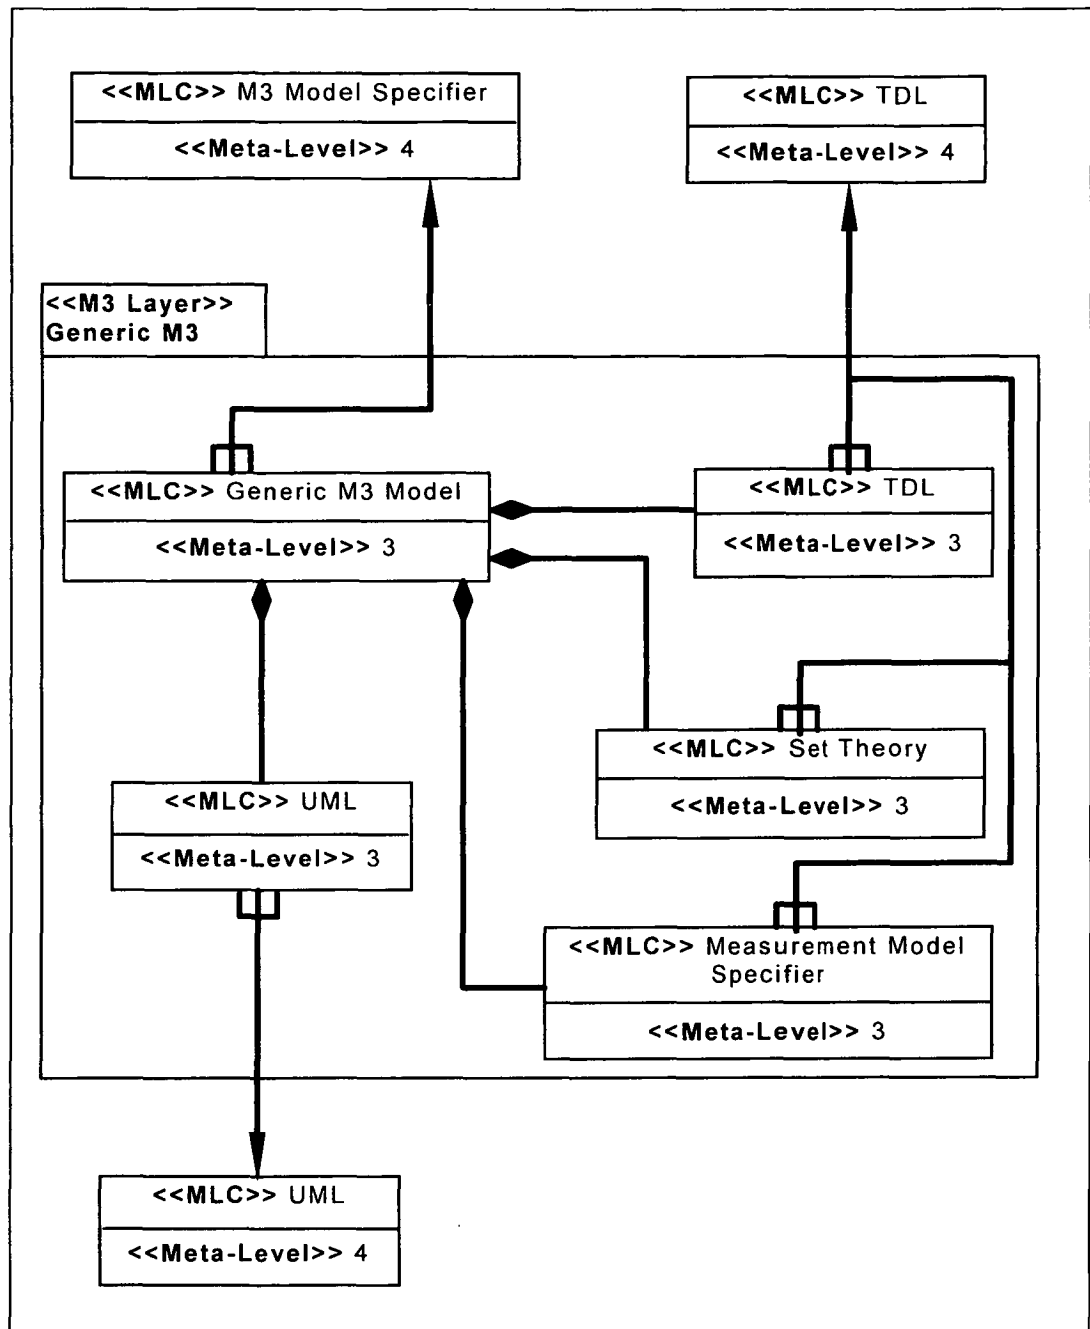 <<MLC>> M3 Model Specifier
<<Meta-Level>> 4
<<MLC>> TDL
<<Meta-Level>> 4
<<M3 Layer>>
Generic M3
<<MLC>> Generic M3 Model
<<Meta-Level>> 3
<<MLC>> TDL
<<Meta-Level>> 3
<<MLC>> Set Theory
<<Meta-Level>> 3
<<MLC>> UML
<<Meta-Level>> 3
<<MLC>> Measurement Model
Specifier
<<Meta-Level>> 3
<<MLC>> UML
<<Meta-Level>> 4